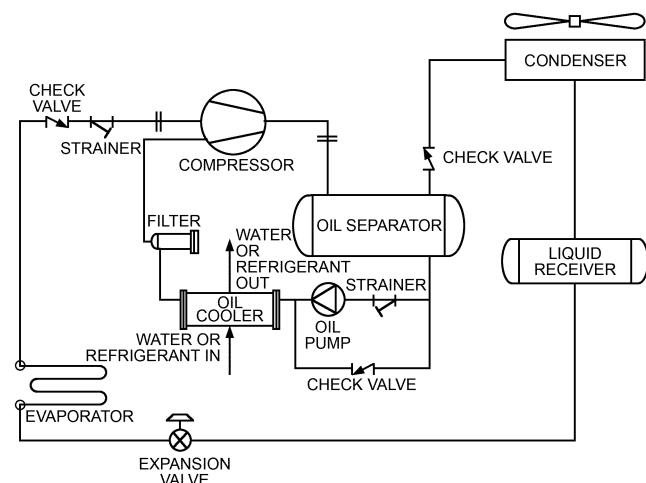 CONDENSER
CHECK
VALVE
STRAINER
COMPRESSOR
CHECK VALVE
FILTER
WATER
OR
REFRIGERANT
OUT
OIL SEPARATOR
LIQUID
RECEIVER
STRAINER
OIL
COOLER
OIL
PUMP
WATER OR
REFRIGERANT IN
CHECK VALVE
EVAPORATOR
EXPANSION
VALVE